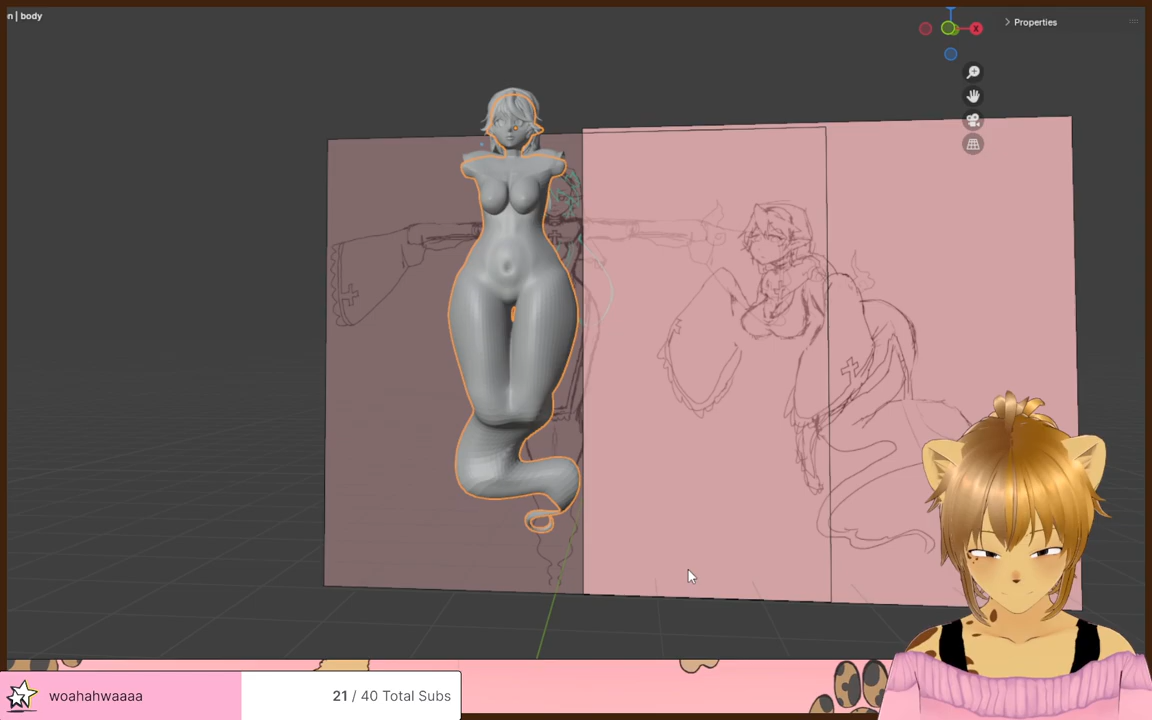 n | body
Properties
X
woahahwaaaa
21 / 40 Total Subs